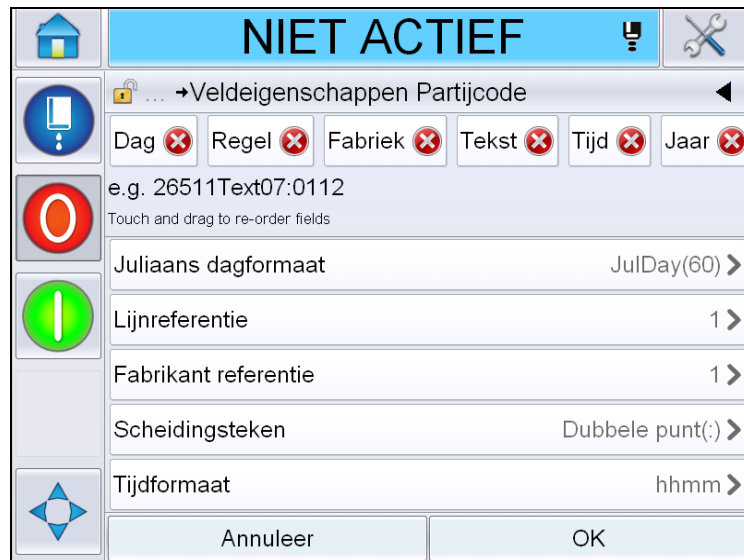 NIET ACTIEF
... →Veldeigenschappen Partijcode
Dag Regel Fabriek Tekst Tijd Jaar
e.g. 26511Text07:0112
Touch and drag to re-order fields
Juliaans dagformaat JulDay(60)
Lijnreferentie 1
Fabrikant referentie 1
Scheidingsteken Dubbele punt(:)
Tijdformaat hhmm
Annuleer OK